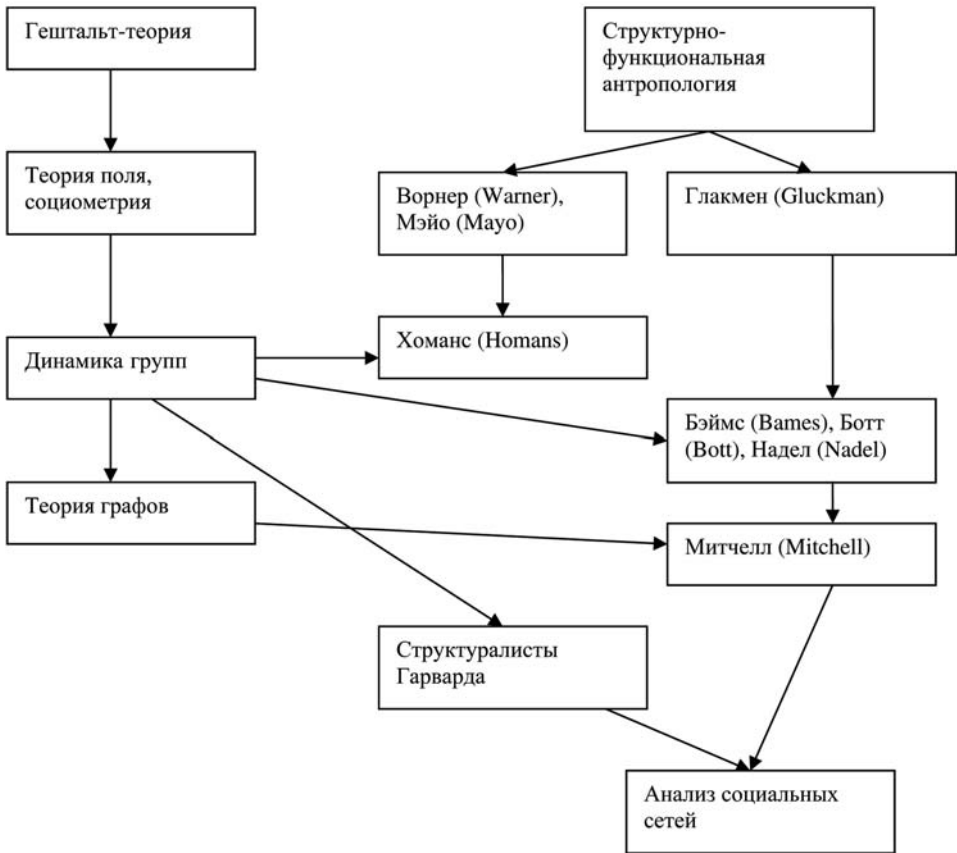 Гештальт-теория
Структурно-
функциональная
антропология
Теория поля,
социометрия
Ворнер (Warner),
Мэйо (Mayo)
Глакмен (Gluckman)
Динамика групп
Хоманс (Homans)
Бэймс (Bames), Ботт
(Bott), Надел (Nadel)
Теория графов
Митчелл (Mitchell)
Структуралисты
Гарварда
Анализ социальных
сетей